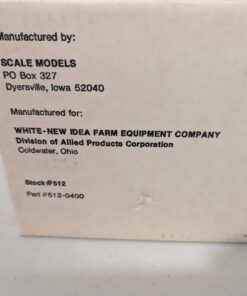 Manufactured by:
SCALE MODELS
PO Box 327
Dyersville, Iowa 52040
Manufactured for:
WHITE-NEW IDEA FARM EQUIPMENT COMPANY
Division of Allied Products Corporation
Coldwater, Ohio
Stock#512
Part #513-0400